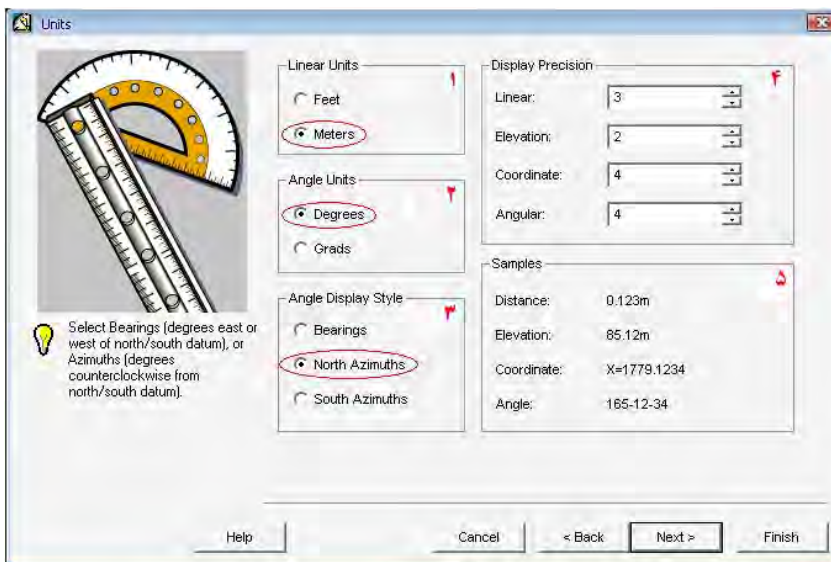 Units
Linear Units ۱
Feet
Meters
Angle Units ۲
Degrees
Grads
Angle Display Style ۳
Bearings
North Azimuths
South Azimuths
Display Precision ۴
Linear: 3
Elevation: 2
Coordinate: 4
Angular: 4
Samples ۵
Distance: 0.123m
Elevation: 85.12m
Coordinate: X=1779.1234
Angle: 165-12-34
Select Bearings (degrees east or
west of north/south datum), or
Azimuths (degrees
counterclockwise from
north/south datum).
Help Cancel < Back Next > Finish